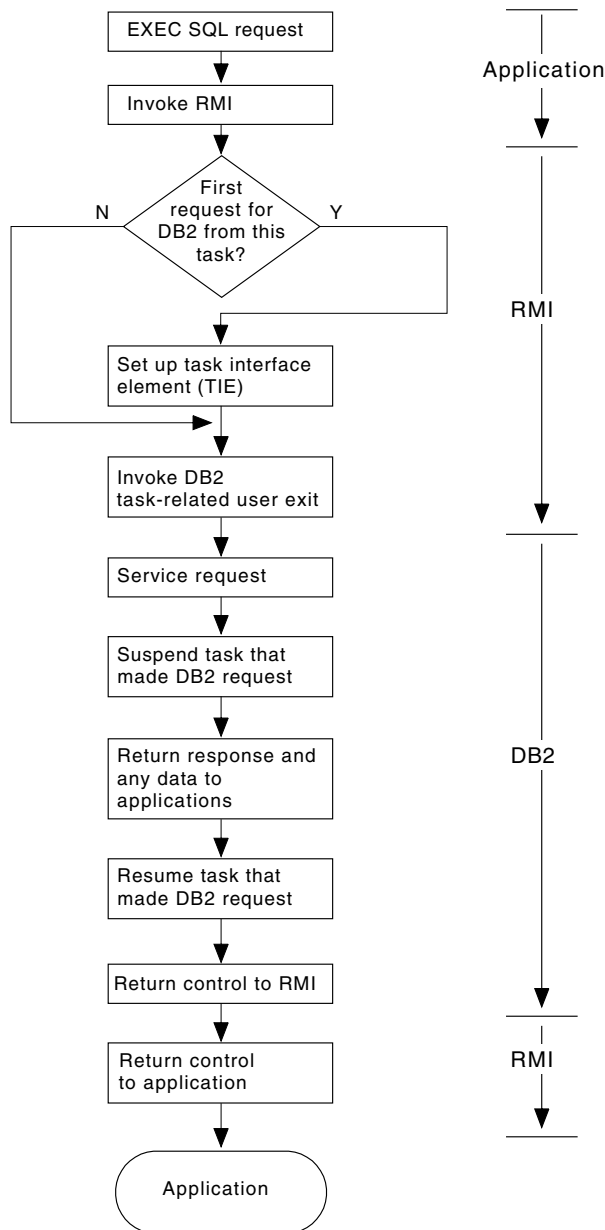 EXEC SQL request
Application
Invoke RMI
First
request for
DB2 from this
task?
N
Y
RMI
Set up task interface
element (TIE)
Invoke DB2
task-related user exit
Service request
Suspend task that
made DB2 request
Return response and
any data to
applications
DB2
Resume task that
made DB2 request
Return control to RMI
Return control
to application
RMI
Application